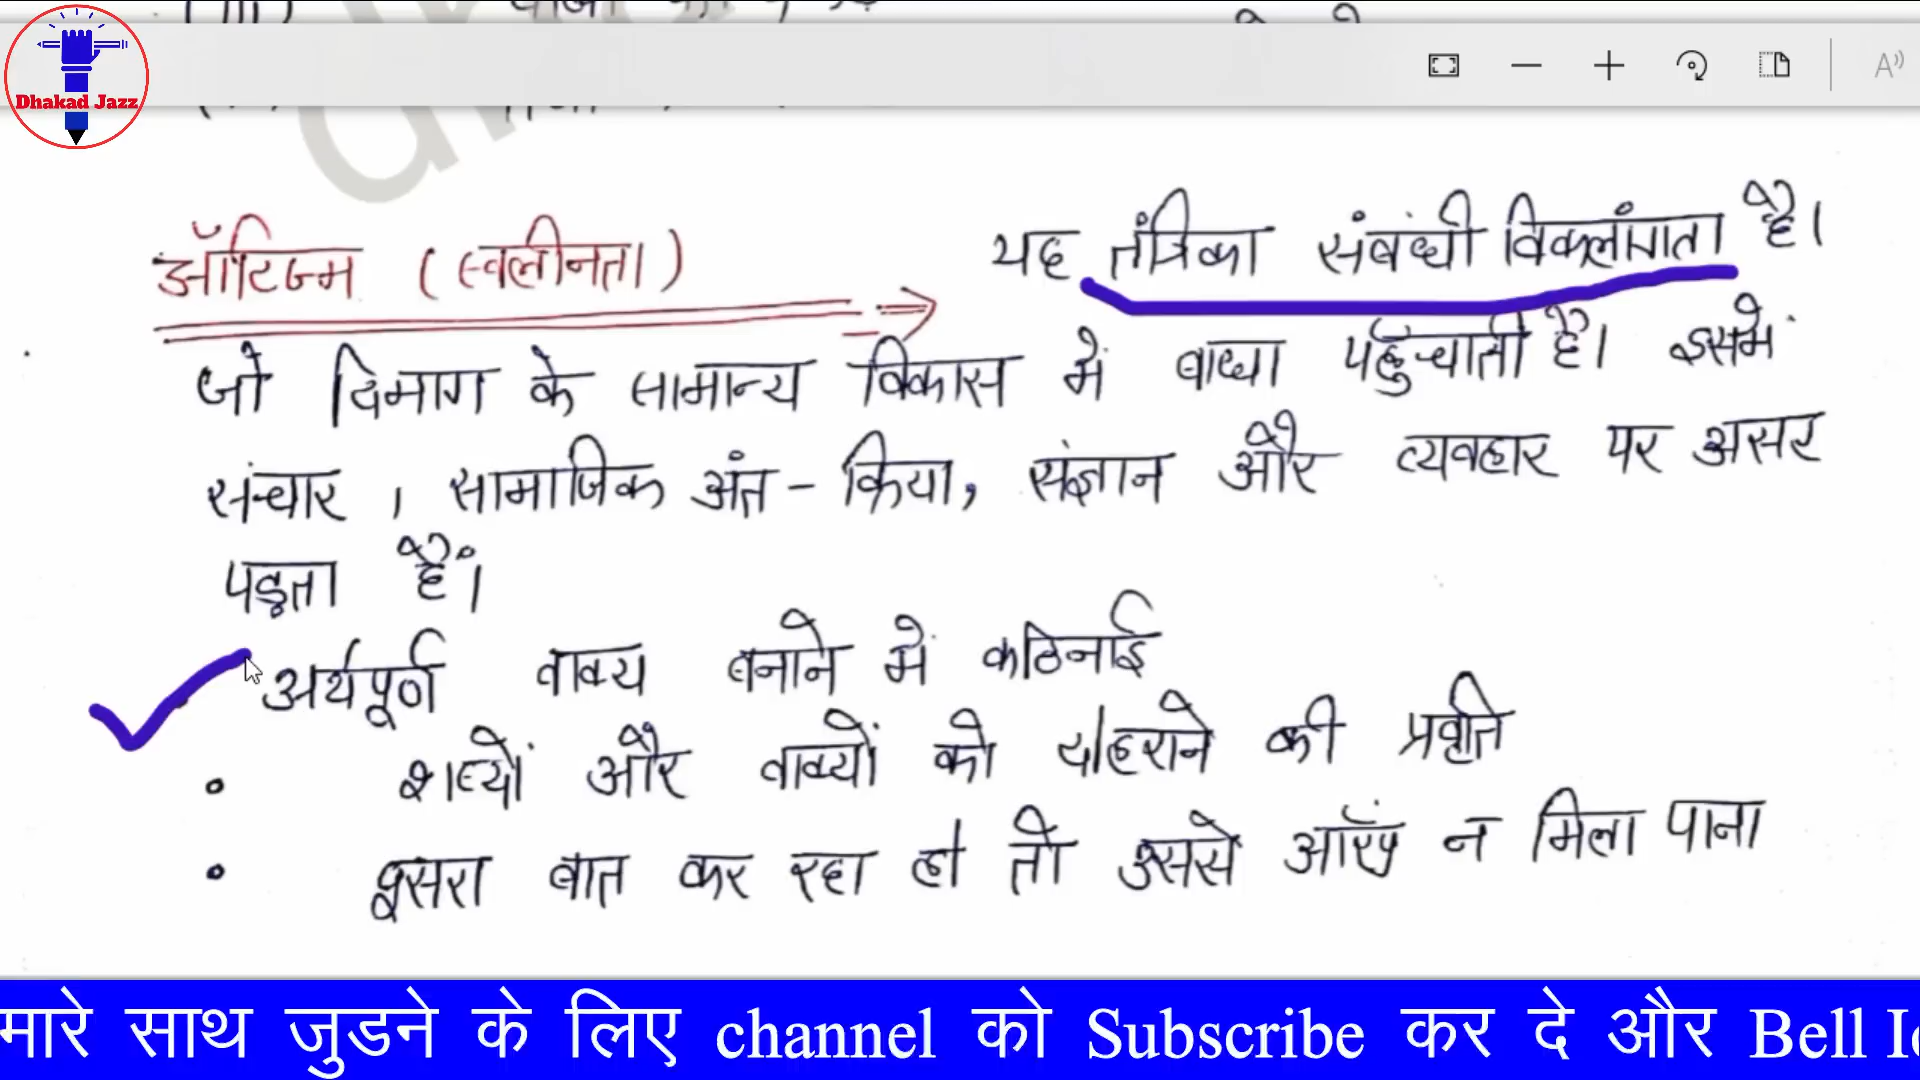 Dhakad Jazz
ऑटिज्म (स्वलीनता) यह तंत्रिका संबंधी विकलांगता है।
जो दिमाग के सामान्य विकास में बाधा पहुँचाती है। इसमें
संचार, सामाजिक अंत - क्रिया, संज्ञान और व्यवहार पर असर
पड़ता हैं।
अर्थपूर्ण वाक्य बनाने में कठिनाई
• शब्दों और वाक्यों को दोहराने की प्रवृति
• दूसरा बात कर रहा हो तो उससे आँख न मिला पाना
मारे साथ जुडने के लिए channel को Subscribe कर दे और Bell Ic